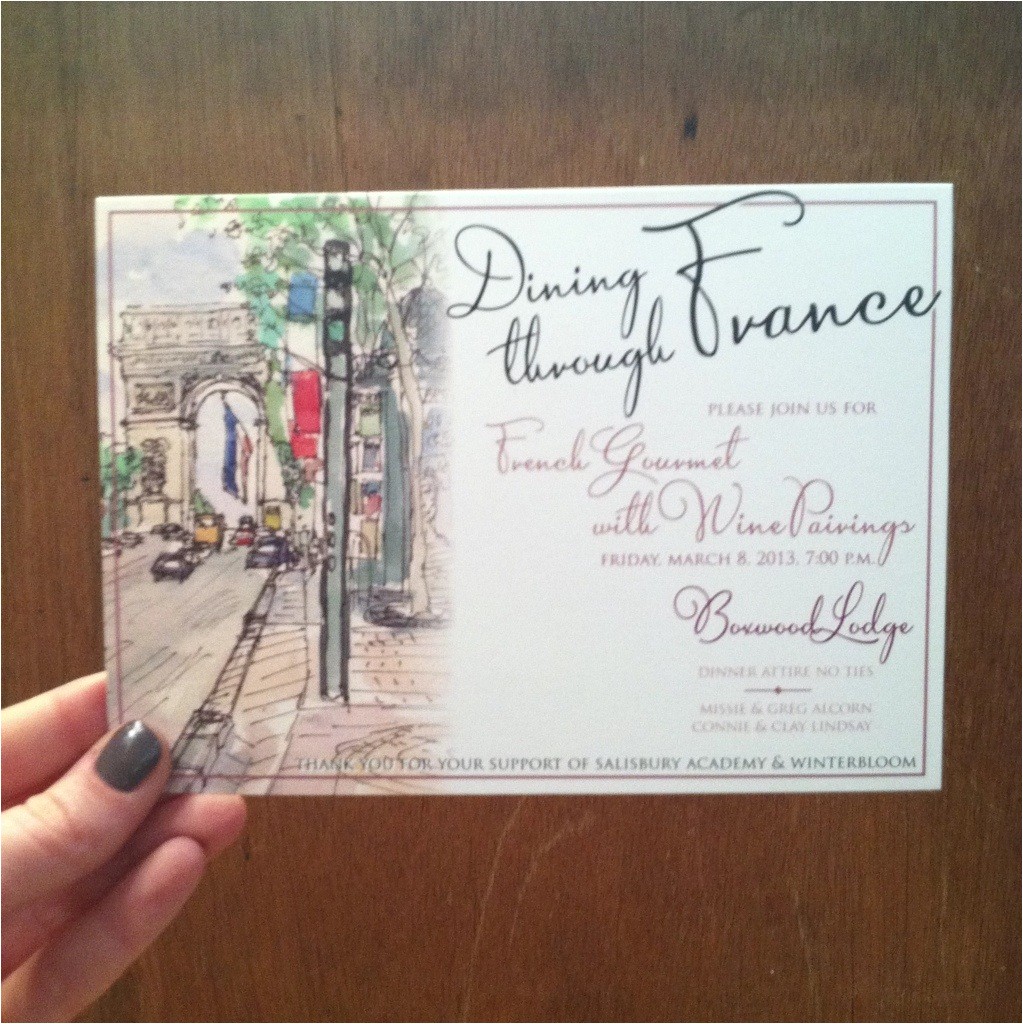 Dining
through France
PLEASE JOIN US FOR
French Gourmet
with Wine Pairings
FRIDAY, MARCH 8, 2013, 7:00 P.M.
Boxwood Lodge
DINNER ATTIRE NO TIES
MISSIE & GREG ALCORN
CONNIE & CLAY LINDSAY
THANK YOU FOR YOUR SUPPORT OF SALISBURY ACADEMY & WINTERBLOOM